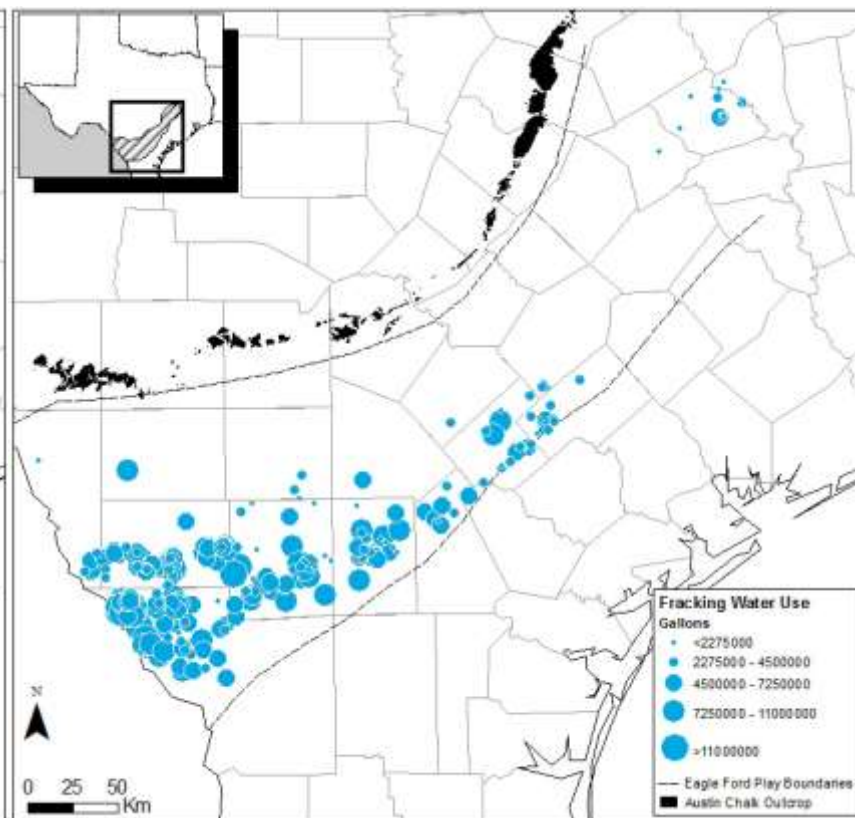 N
0 25 50
Km
Fracking Water Use
Gallons
<2275000
2275000 - 4500000
4500000 - 7250000
7250000 - 11000000
>11000000
Eagle Ford Play Boundaries
Austin Chalk Outcrop